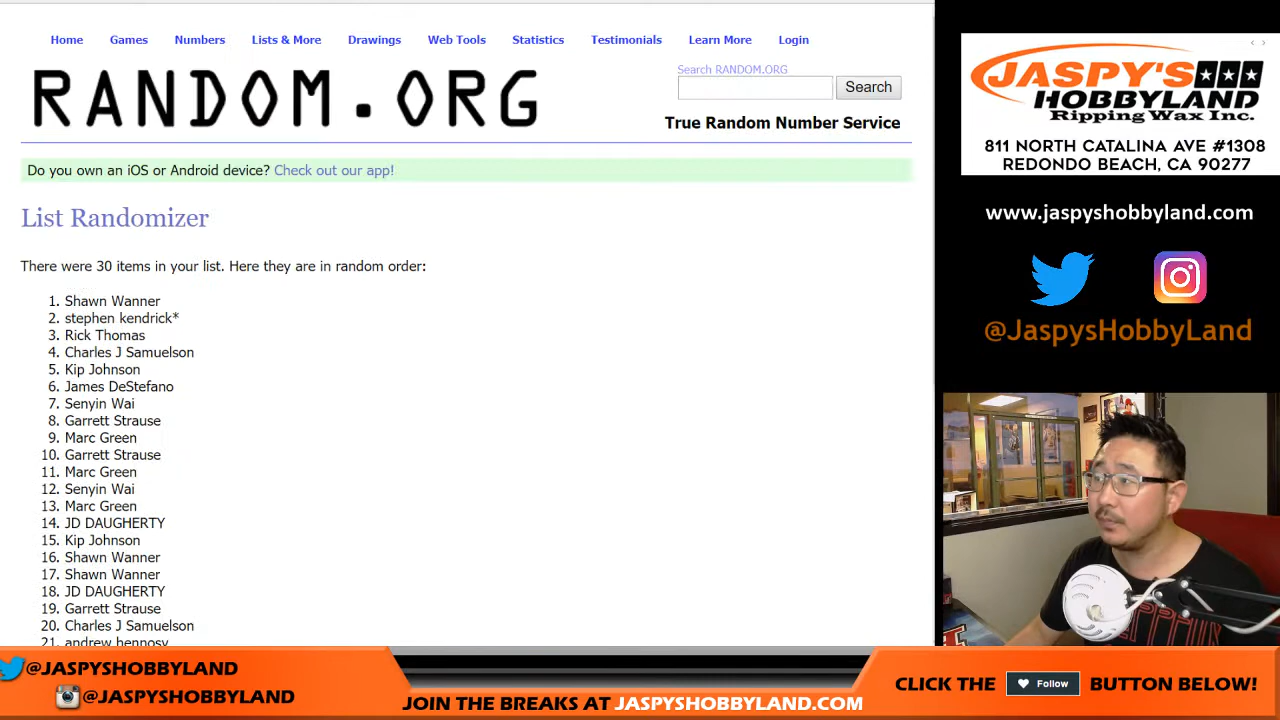 Home Games Numbers Lists & More Drawings Web Tools Statistics Testimonials Learn More Login
RANDOM.ORG
Search RANDOM.ORG
Search
True Random Number Service
Do you own an iOS or Android device? Check out our app!
List Randomizer
There were 30 items in your list. Here they are in random order:
1. Shawn Wanner
2. stephen kendrick*
3. Rick Thomas
4. Charles J Samuelson
5. Kip Johnson
6. James DeStefano
7. Senyin Wai
8. Garrett Strause
9. Marc Green
10. Garrett Strause
11. Marc Green
12. Senyin Wai
13. Marc Green
14. JD DAUGHERTY
15. Kip Johnson
16. Shawn Wanner
17. Shawn Wanner
18. JD DAUGHERTY
19. Garrett Strause
20. Charles J Samuelson
21. andrew hennosy
JASPY'S
HOBBYLAND
Ripping Wax Inc.
811 NORTH CATALINA AVE #1308
REDONDO BEACH, CA 90277
www.jaspyshobbyland.com
@JaspysHobbyLand
@JASPYSHOBBYLAND
@JASPYSHOBBYLAND
JOIN THE BREAKS AT JASPYSHOBBYLAND.COM
CLICK THE Follow BUTTON BELOW!